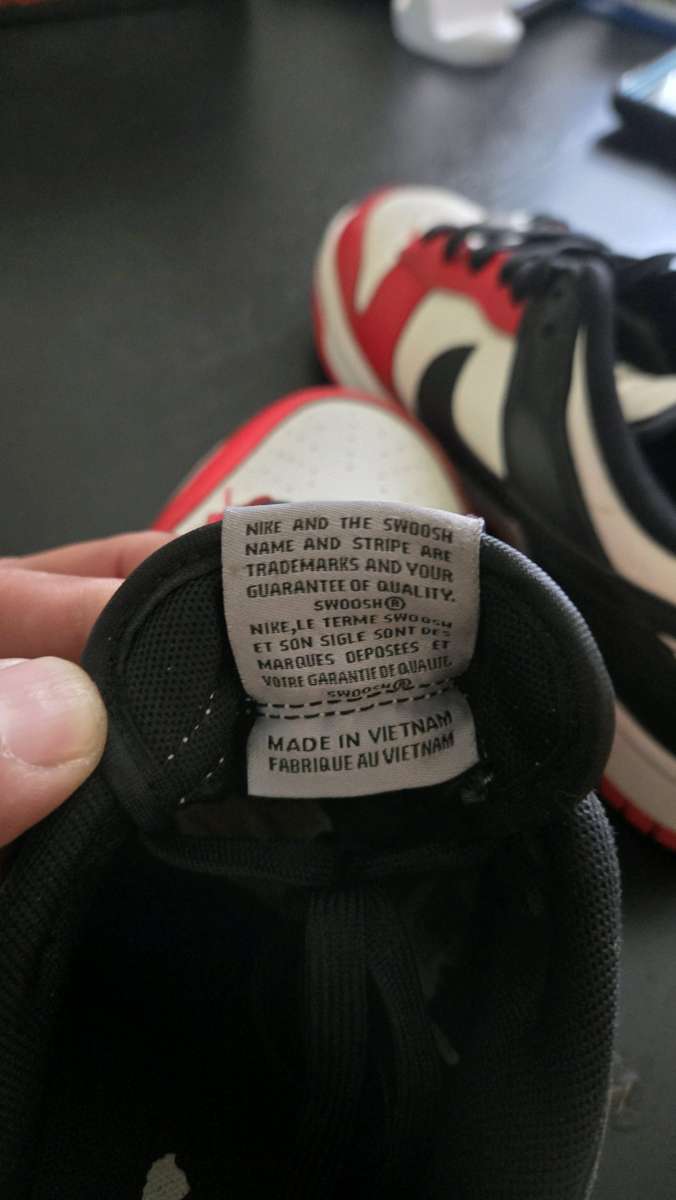 NIKE AND THE SWOOSH
NAME AND STRIPE ARE
TRADEMARKS AND YOUR
GUARANTEE OF QUALITY.
SWOOSH®
NIKE,LE TERME SWOOSH
ET SON SIGLE SONT DES
MARQUES DEPOSEES ET
VOTRE GARANTIE DE QUALITE.
SWOOSH®
MADE IN VIETNAM
FABRIQUE AU VIETNAM